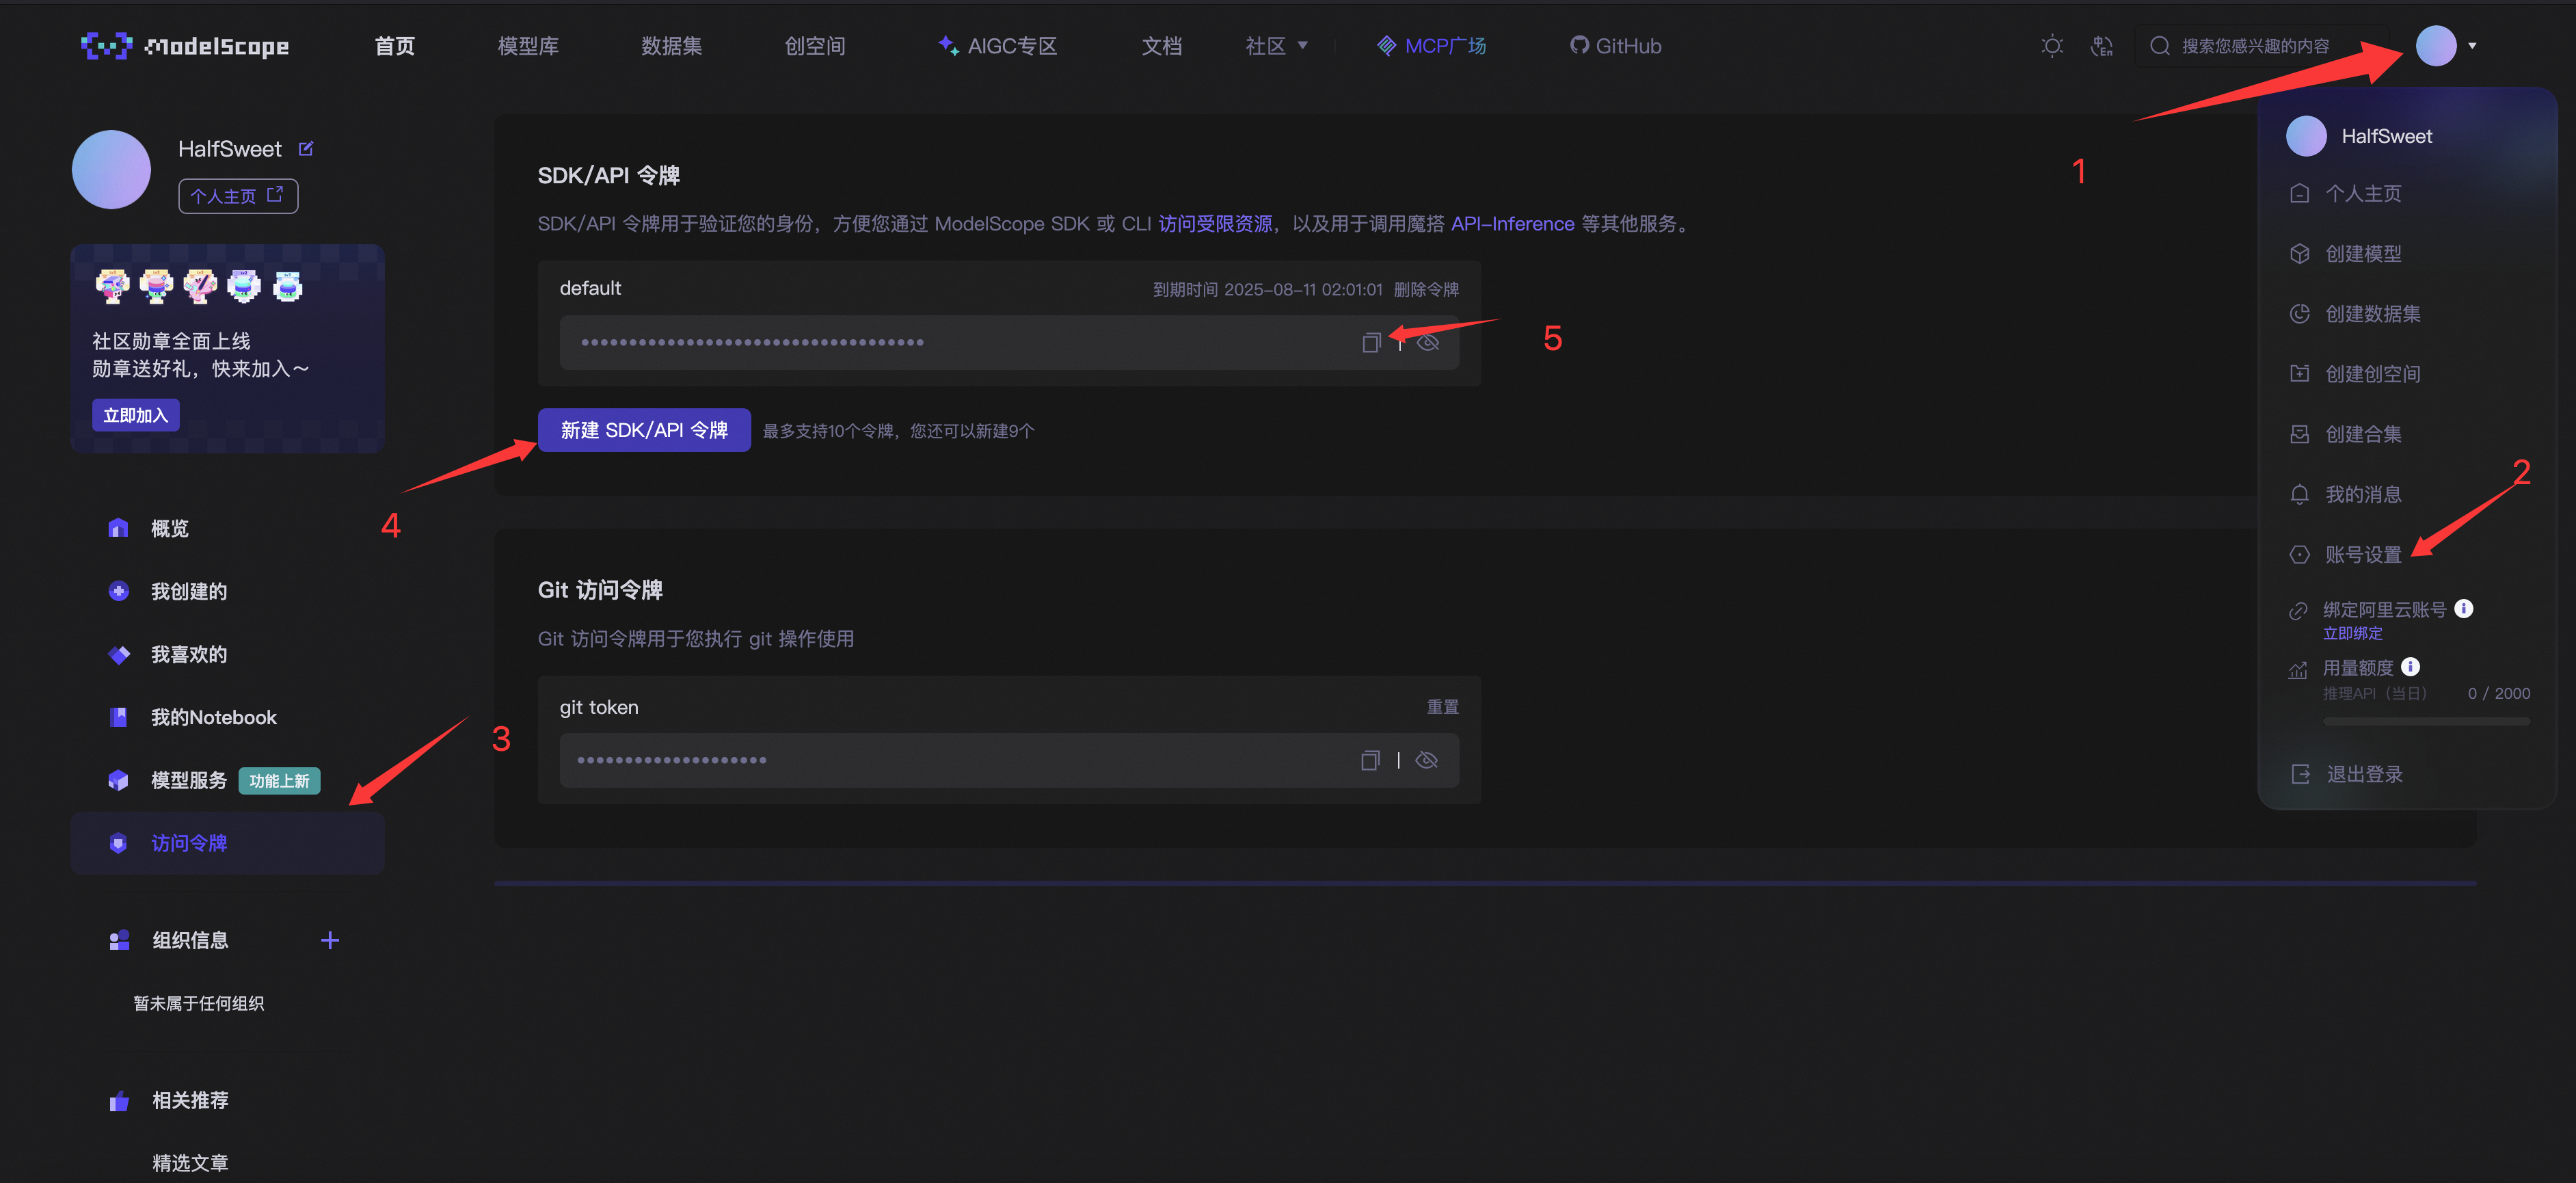 ModelScope
首页
模型库
数据集
创空间
AIGC专区
文档
社区
MCP广场
GitHub
搜索您感兴趣的内容
HalfSweet
个人主页
社区勋章全面上线
勋章送好礼，快来加入～
立即加入
概览
我创建的
我喜欢的
我的Notebook
模型服务 功能上新
访问令牌
组织信息
暂未属于任何组织
相关推荐
精选文章
SDK/API 令牌
SDK/API 令牌用于验证您的身份，方便您通过 ModelScope SDK 或 CLI 访问受限资源，以及用于调用魔搭 API-Inference 等其他服务。
default
到期时间 2025-08-11 02:01:01 删除令牌
新建 SDK/API 令牌
最多支持10个令牌，您还可以新建9个
Git 访问令牌
Git 访问令牌用于您执行 git 操作使用
git token
重置
HalfSweet
个人主页
创建模型
创建数据集
创建创空间
创建合集
我的消息
账号设置
绑定阿里云账号
立即绑定
用量额度
推理API（当日） 0 / 2000
退出登录
1
2
3
4
5